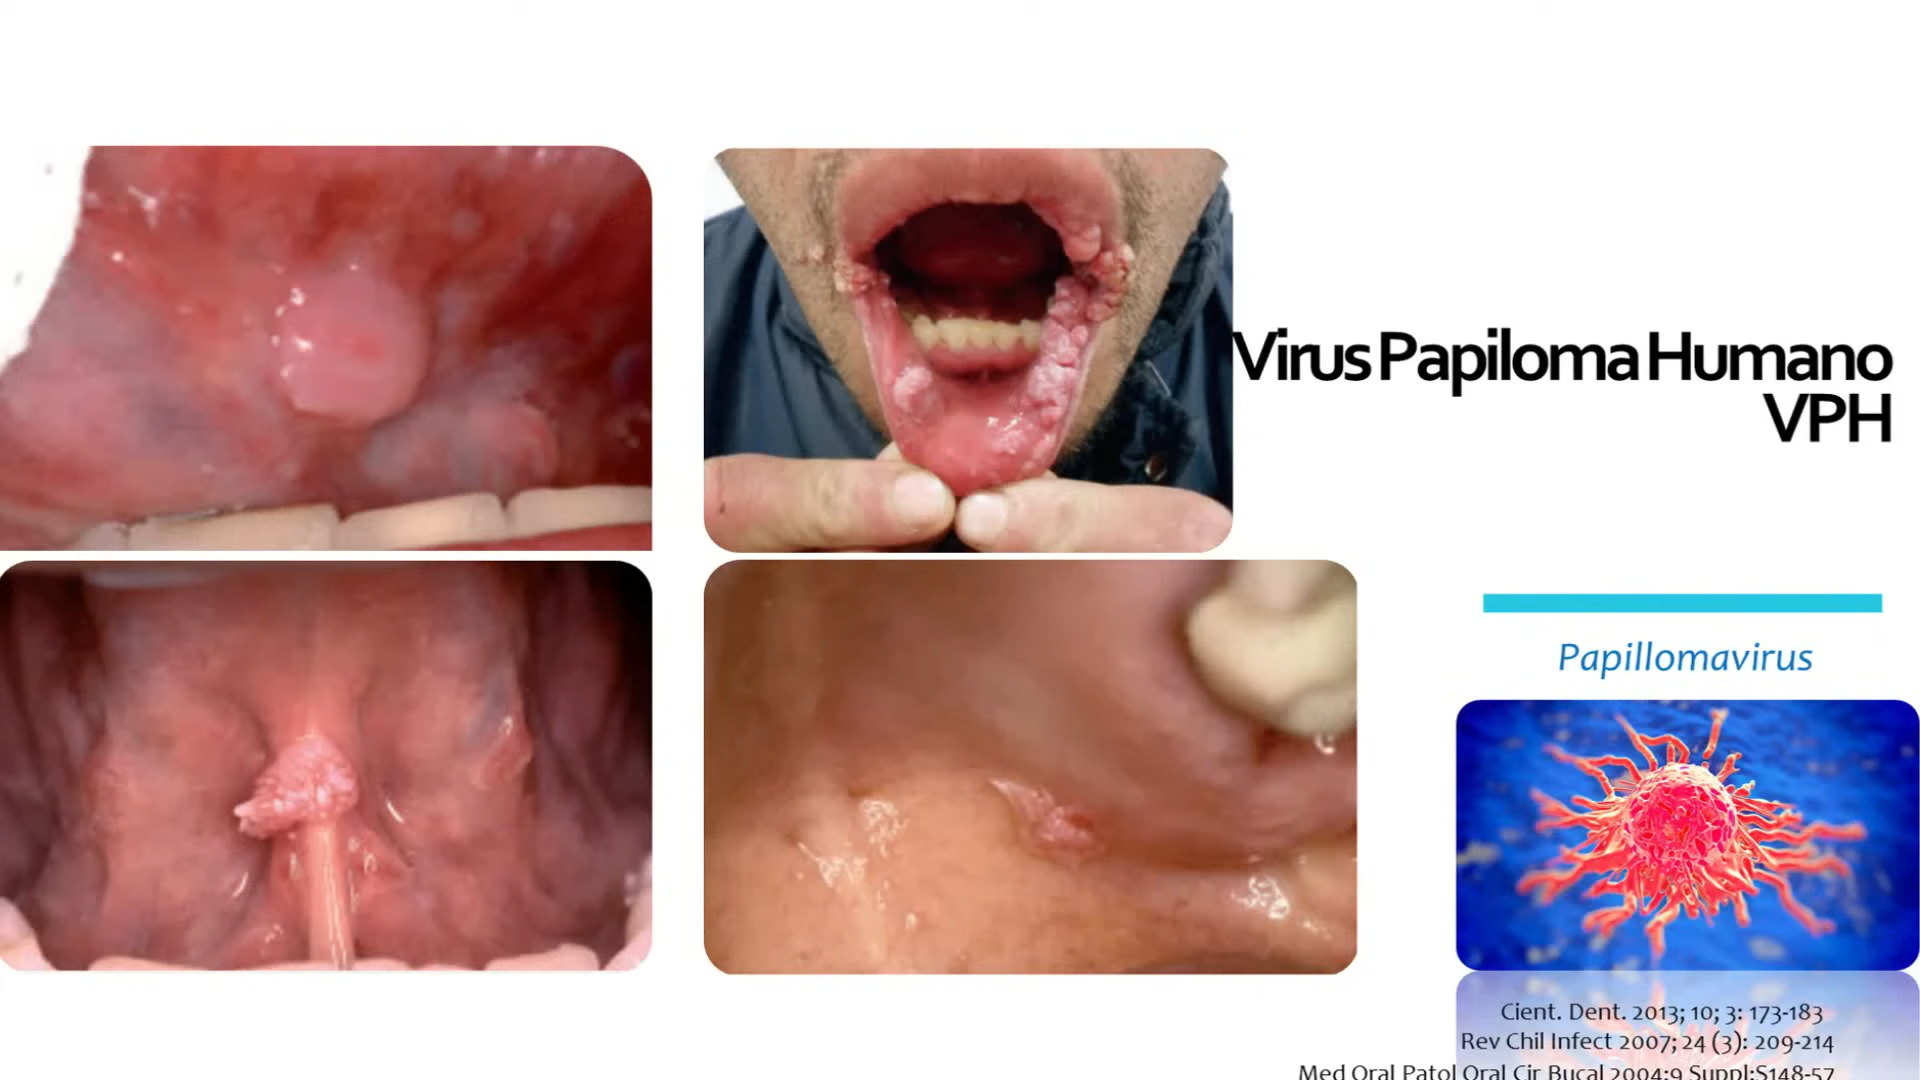 Virus Papiloma Humano
VPH
Papillomavirus
Cient. Dent. 2013; 10; 3: 173-183
Rev Chil Infect 2007; 24 (3): 209-214
Med Oral Patol Oral Cir Bucal 2004;9 Suppl:S148-57